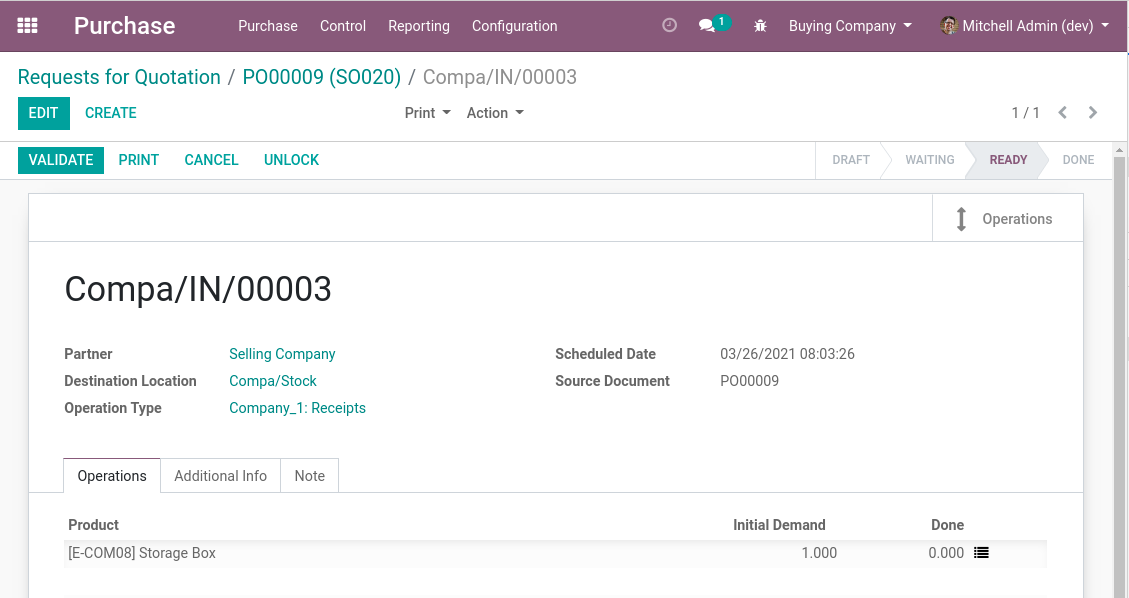 Purchase Purchase Control Reporting Configuration 1 Buying Company Mitchell Admin (dev)
Requests for Quotation / PO00009 (SO020) / Compa/IN/00003
EDIT CREATE Print Action 1 / 1
VALIDATE PRINT CANCEL UNLOCK DRAFT WAITING READY DONE
Operations
Compa/IN/00003
Partner Selling Company Scheduled Date 03/26/2021 08:03:26
Destination Location Compa/Stock Source Document PO00009
Operation Type Company_1: Receipts
Operations Additional Info Note
Product Initial Demand Done
[E-COM08] Storage Box 1.000 0.000